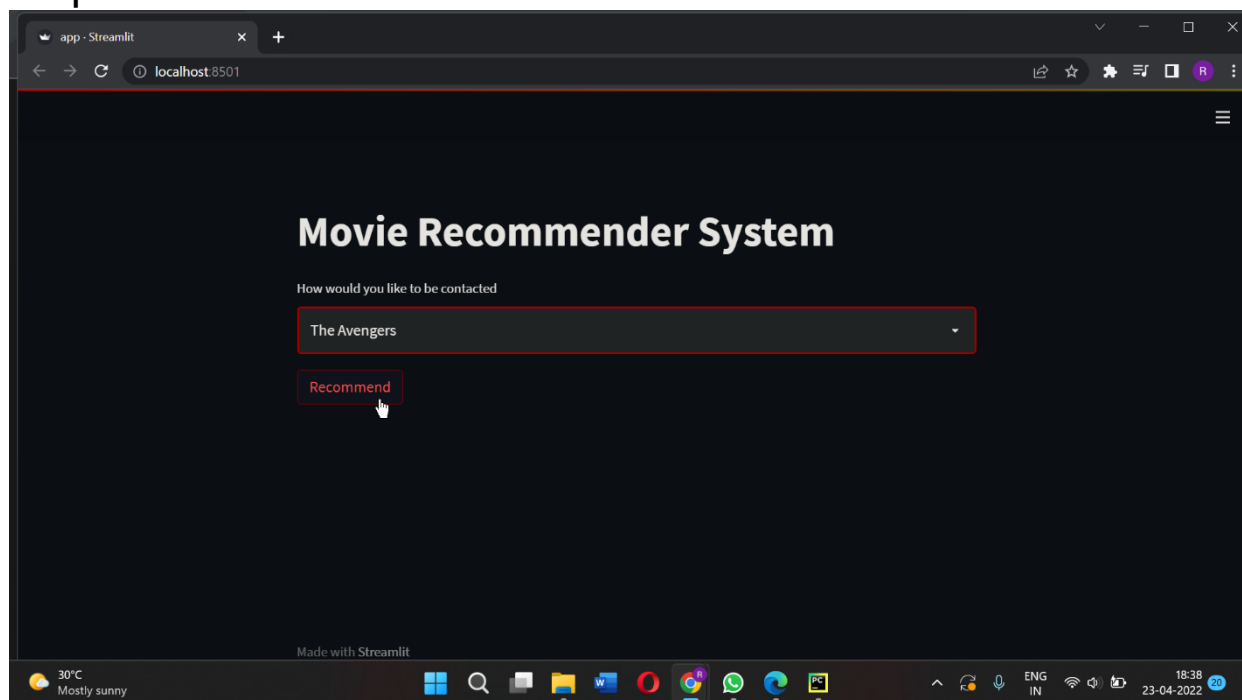 app - Streamlit
localhost:8501
R
Movie Recommender System
How would you like to be contacted
The Avengers
Recommend
Made with Streamlit
30°C
Mostly sunny
W
R
PC
ENG
IN
18:38
23-04-2022
20